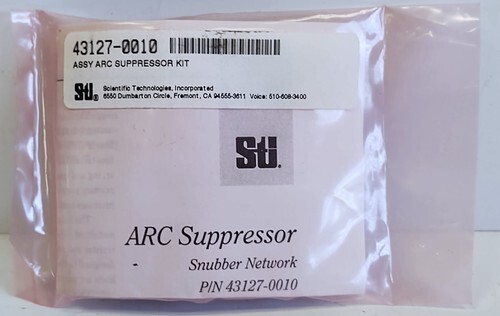 43127-0010
ASSY ARC SUPPRESSOR KIT
Sti® Scientific Technologies, Incorporated
6550 Dumbarton Circle, Fremont, CA 94555-3611 Voice: 510-608-3400
Sti.
ARC Suppressor
Snubber Network
P/N 43127-0010